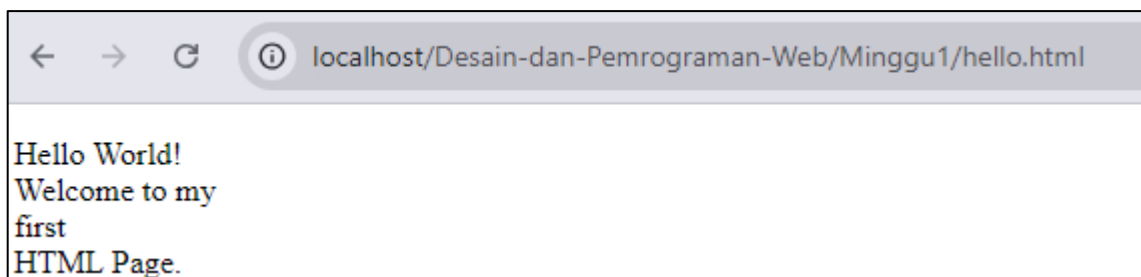 localhost/Desain-dan-Pemrograman-Web/Minggu1/hello.html
Hello World!
Welcome to my
first
HTML Page.